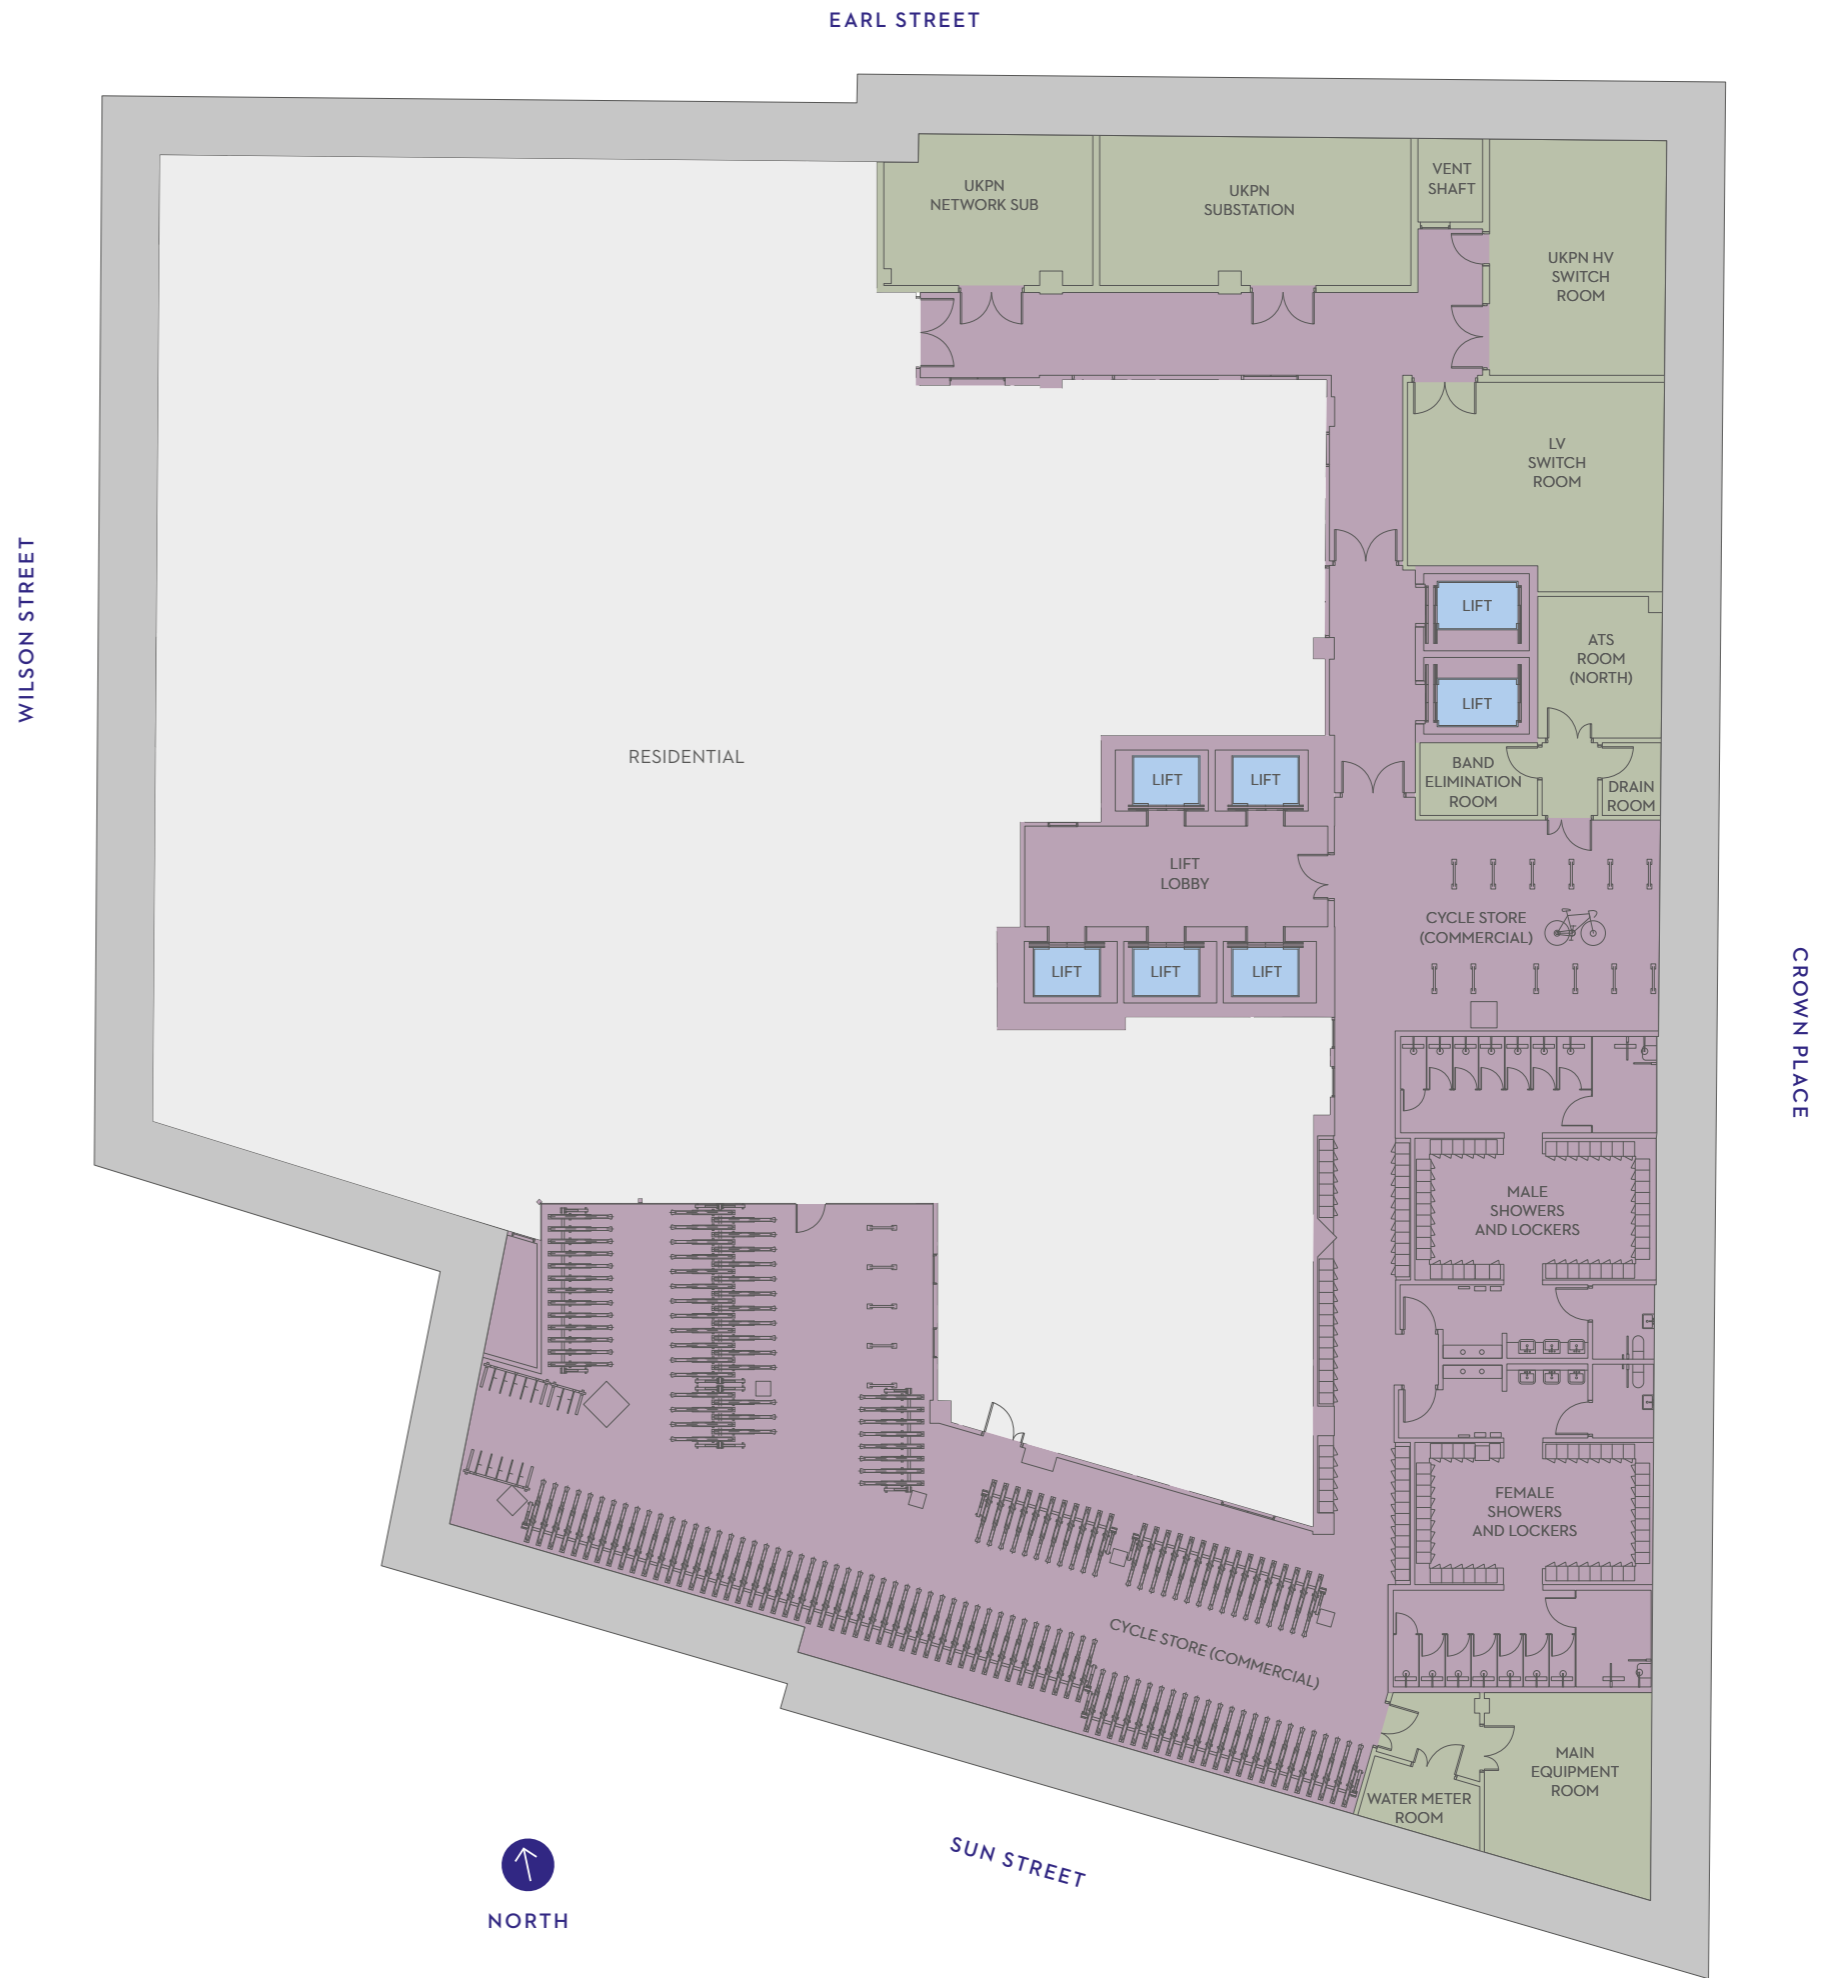 EARL STREET
UKPN
NETWORK SUB
UKPN
SUBSTATION
VENT
SHAFT
UKPN HV
SWITCH
ROOM
LV
SWITCH
ROOM
WILSON STREET
LIFT
ATS
ROOM
(NORTH)
LIFT
RESIDENTIAL
LIFT
LIFT
BAND
ELIMINATION
ROOM
DRAIN
ROOM
LIFT
LOBBY
CYCLE STORE
(COMMERCIAL)
LIFT
LIFT
LIFT
CROWN PLACE
MALE
SHOWERS
AND LOCKERS
FEMALE
SHOWERS
AND LOCKERS
CYCLE STORE (COMMERCIAL)
MAIN
EQUIPMENT
ROOM
WATER METER
ROOM
SUN STREET
NORTH